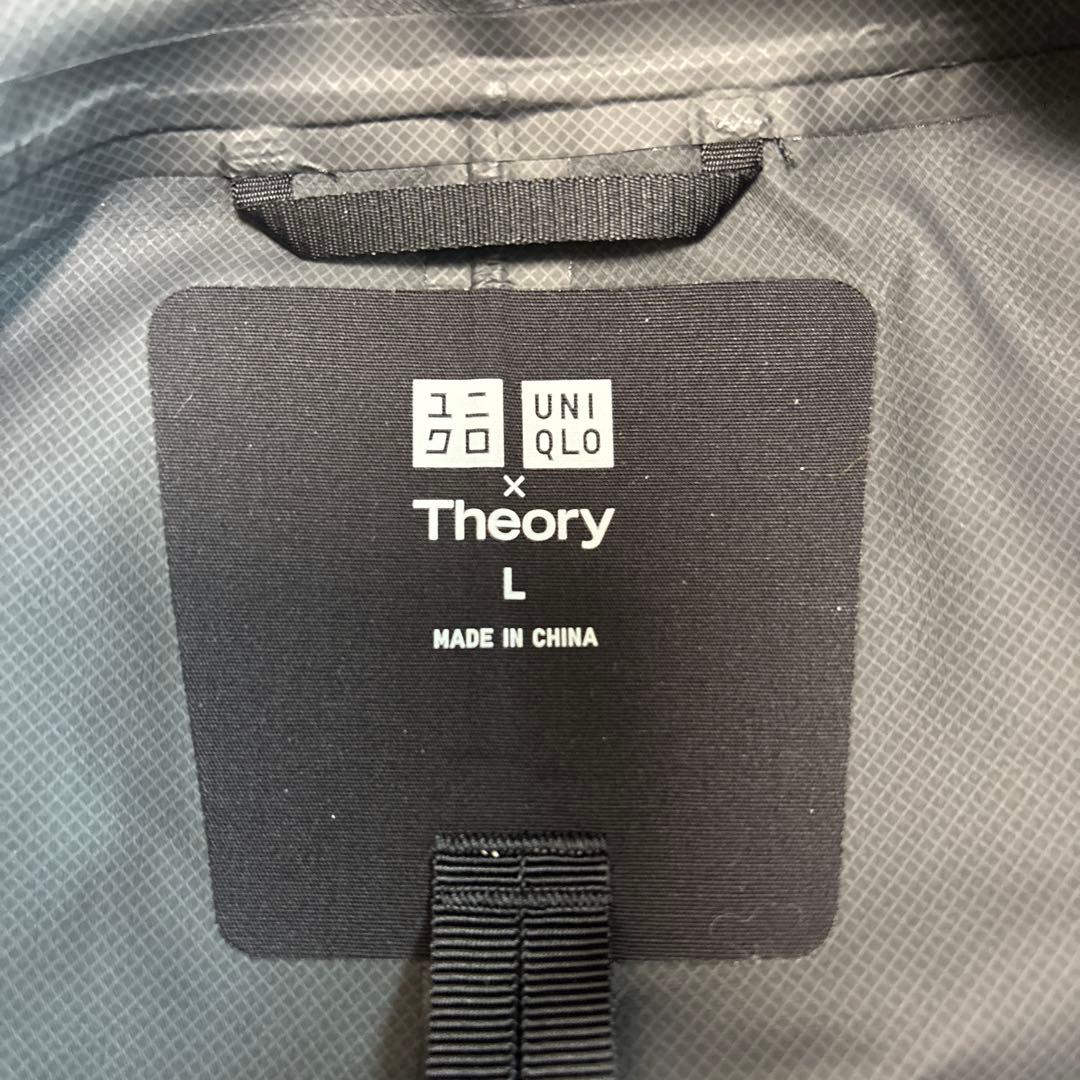 ユニ UNI
クロ QLO
×
Theory
L
MADE IN CHINA